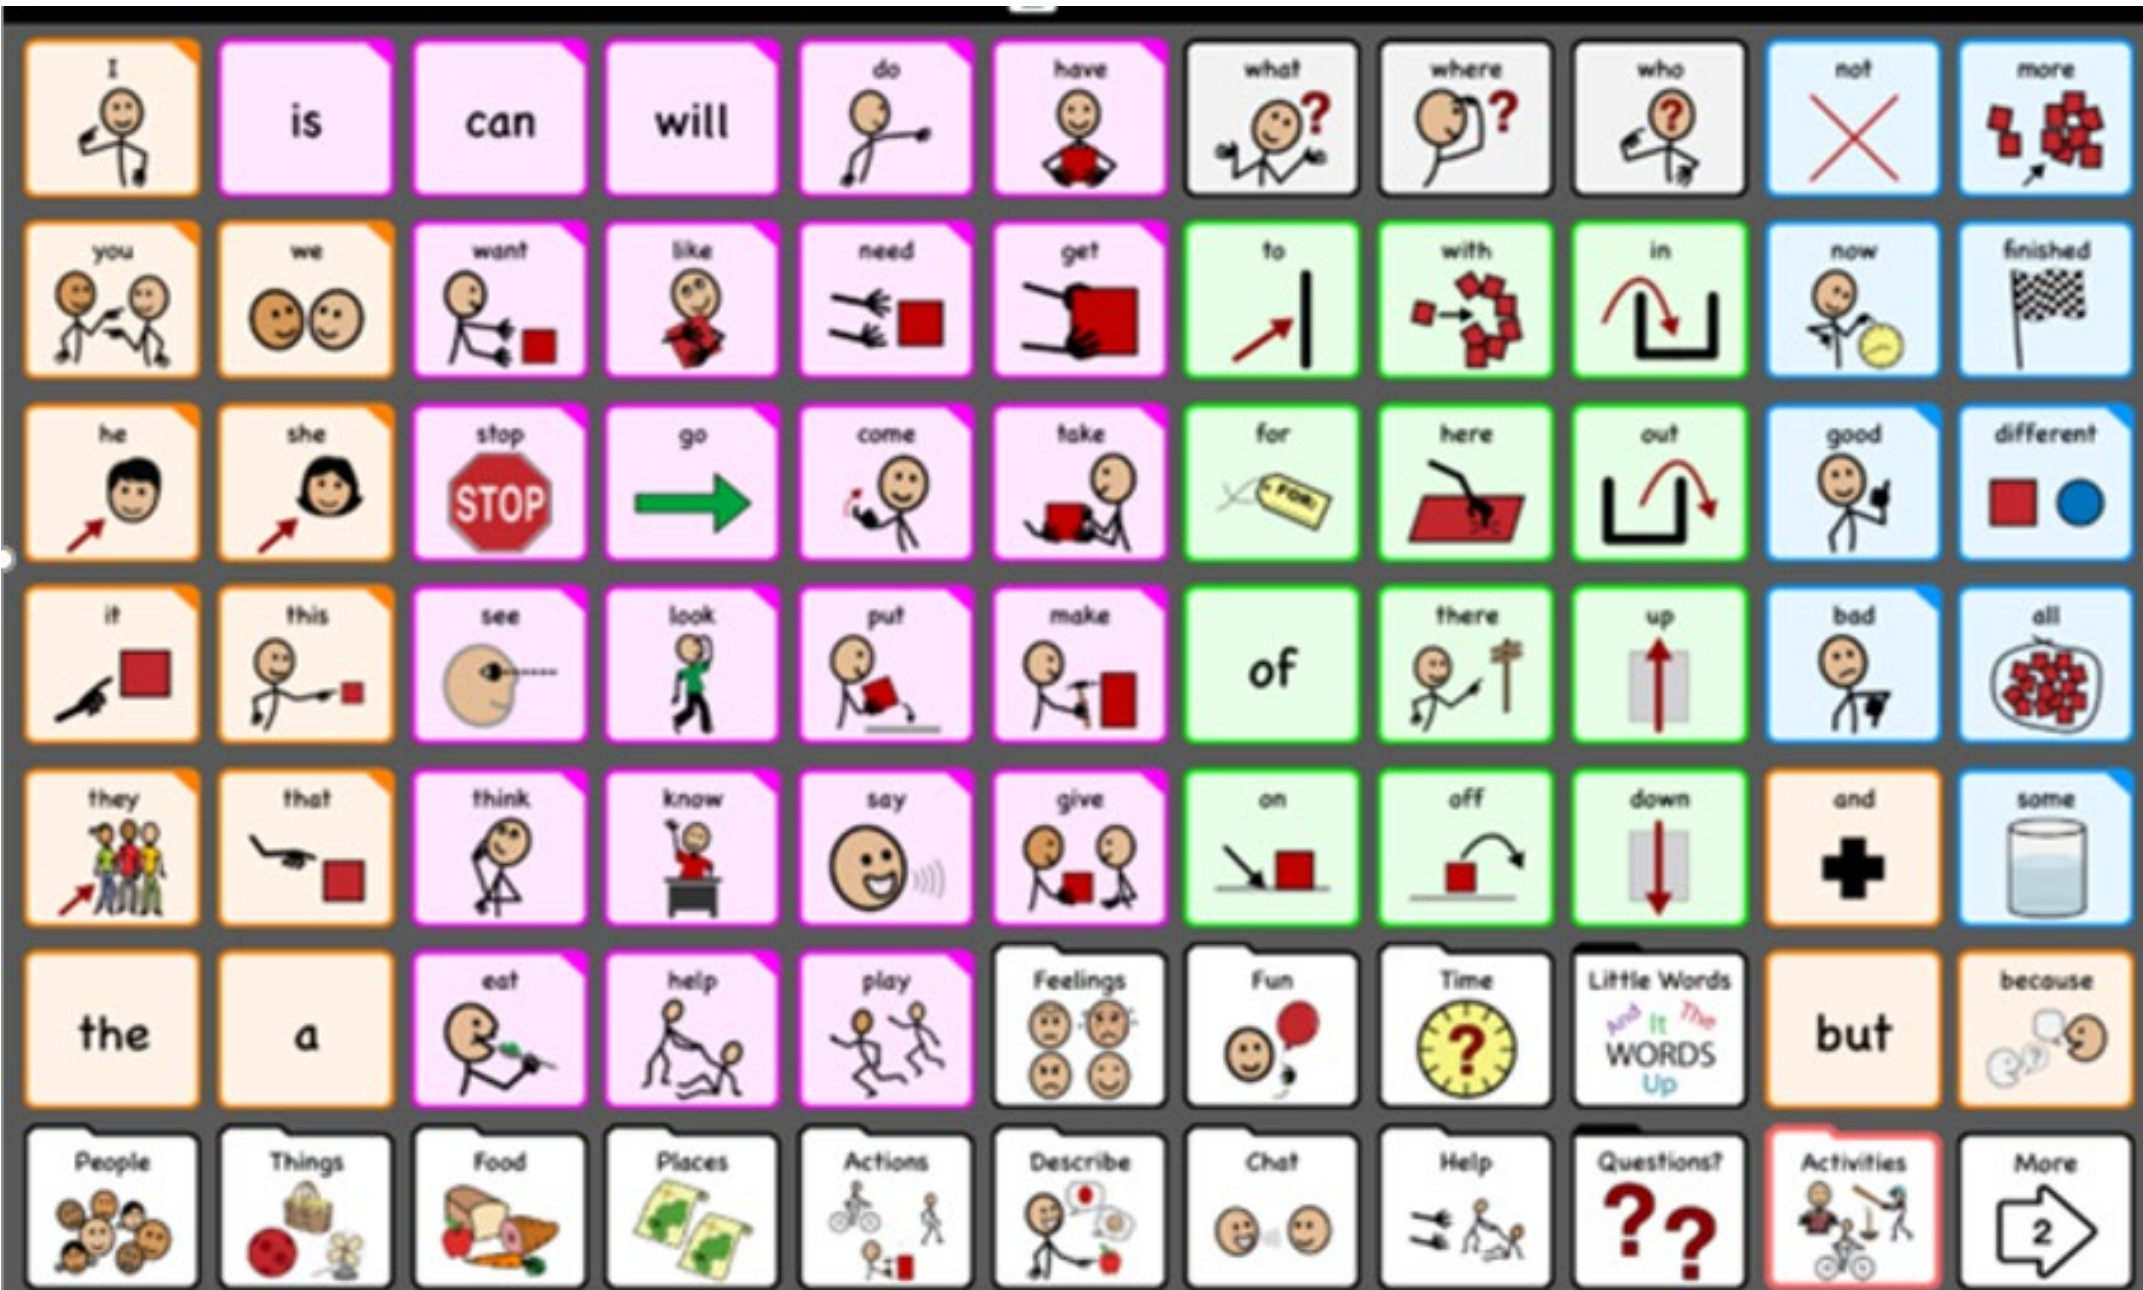 I
is
can
will
do
have
what
?
where
?
who
?
not
more
you
we
want
like
need
get
to
with
in
now
finished
he
she
stop
STOP
go
come
take
for
FOR:
here
out
good
different
it
this
see
look
put
make
of
there
up
bad
all
they
that
think
know
say
give
on
off
down
and
some
the
a
eat
help
play
Feelings
Fun
Time
?
Little Words
And It The
WORDS
Up
but
because
?
People
Things
Food
Places
Actions
Describe
Chat
Help
Questions?
??
Activities
More
2